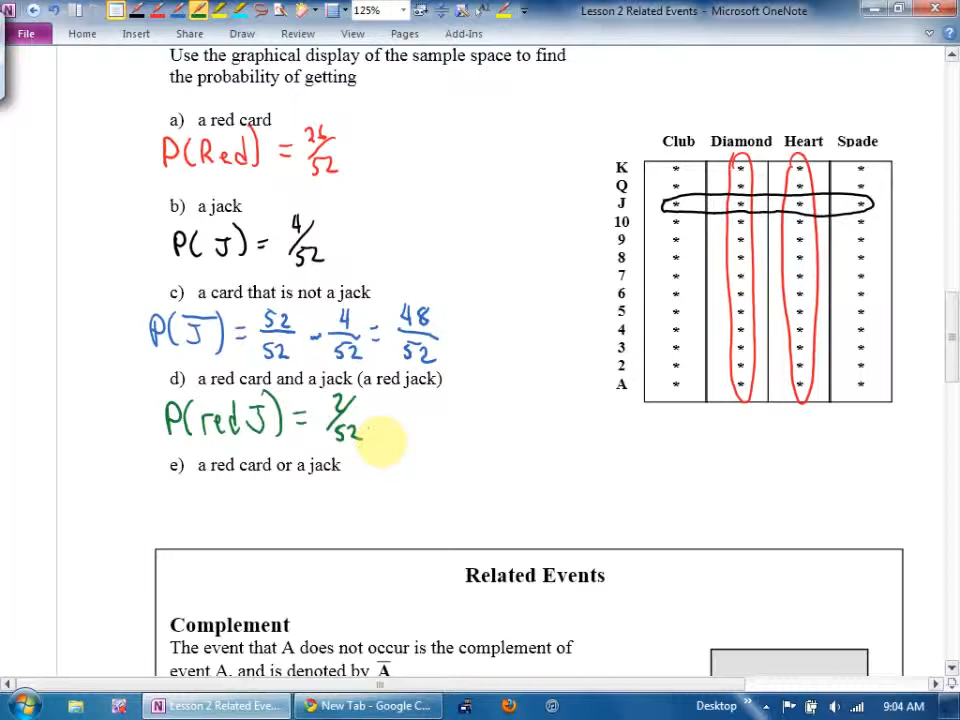 125%
Lesson 2 Related Events - Microsoft OneNote
File Home Insert Share Draw Review View Pages Add-Ins
Use the graphical display of the sample space to find
the probability of getting
a) a red card
P(Red) = 26/52
b) a jack
P(J) = 4/52
c) a card that is not a jack
P(J̅) = 52/52 - 4/52 = 48/52
d) a red card and a jack (a red jack)
P(red J) = 2/52
e) a red card or a jack
Club Diamond Heart Spade
K * * * *
Q * * * *
J * * * *
10 * * * *
9 * * * *
8 * * * *
7 * * * *
6 * * * *
5 * * * *
4 * * * *
3 * * * *
2 * * * *
A * * * *
Related Events
Complement
The event that A does not occur is the complement of
event A, and is denoted by A̅
Lesson 2 Related Eve... New Tab - Google C... Desktop 9:04 AM